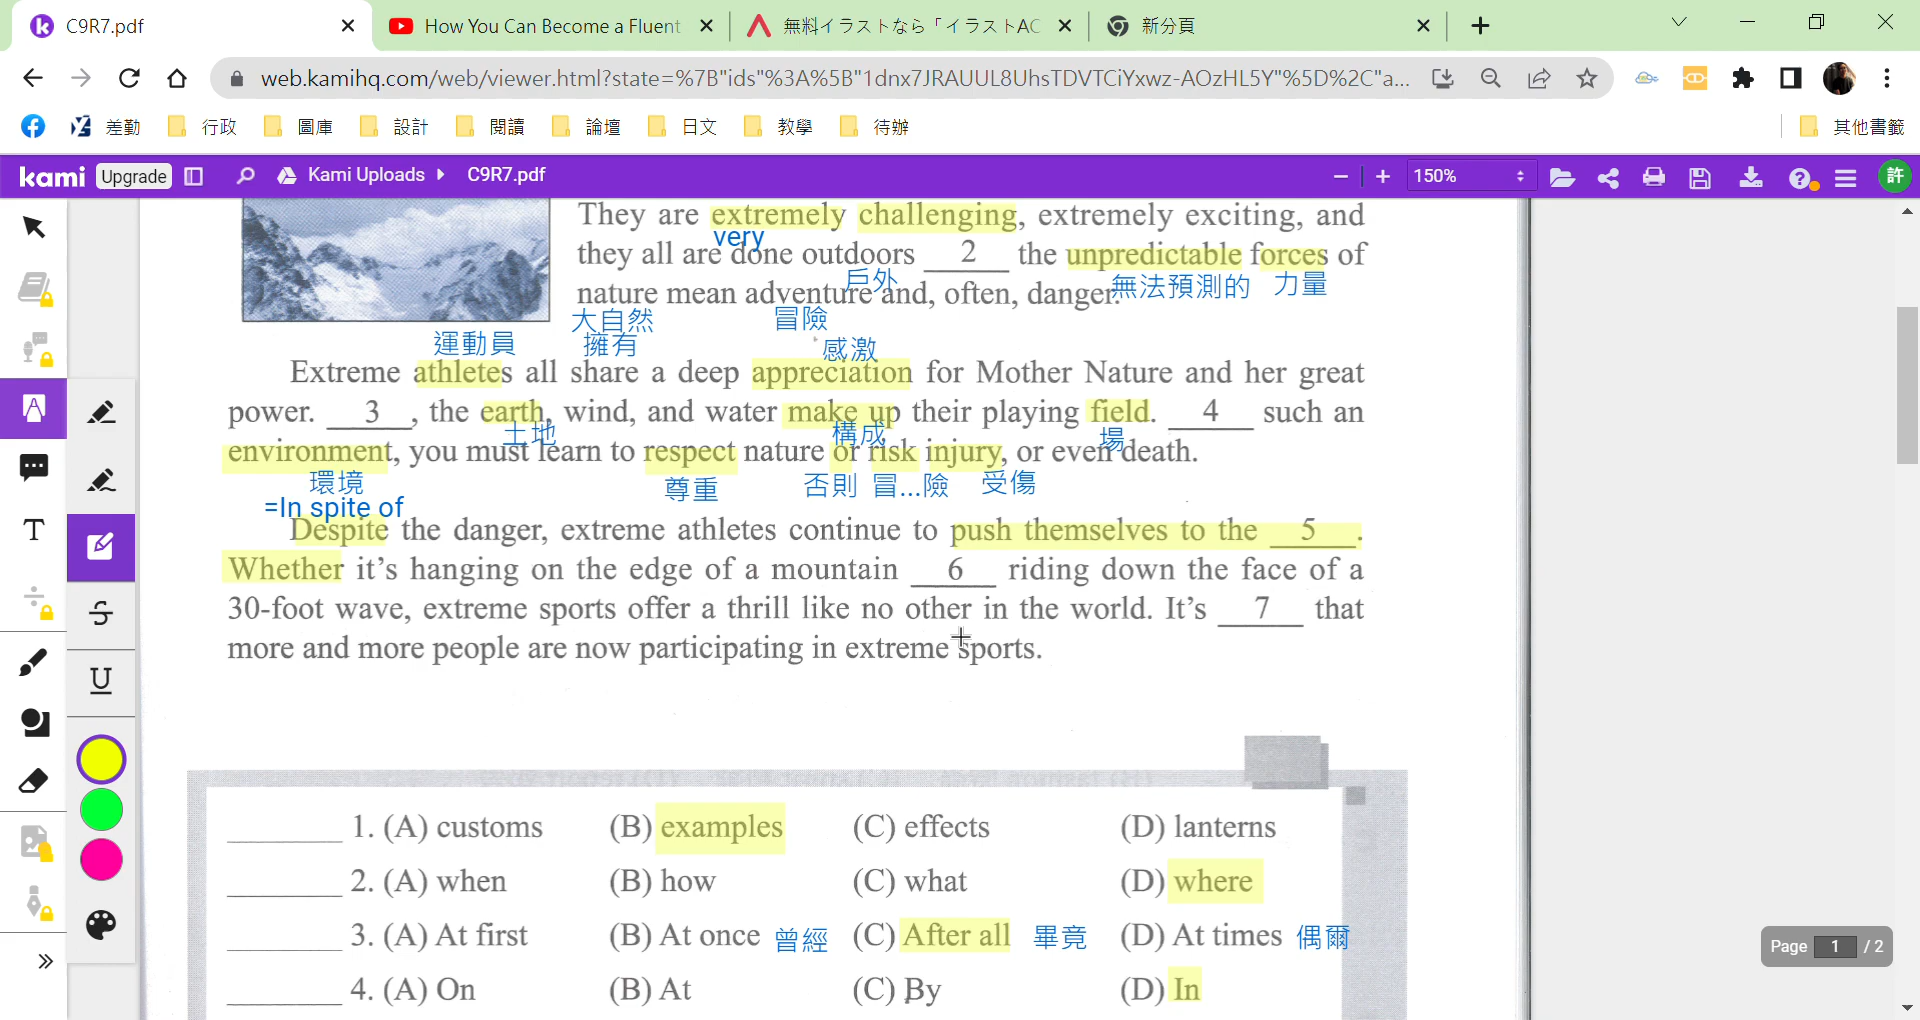 C9R7.pdf
How You Can Become a Fluent
無料イラストなら「イラストAC
新分頁
web.kamihq.com/web/viewer.html?state=%7B"ids"%3A%5B"1dnx7JRAUUL8UhsTDVTCiYxwz-AOzHL5Y"%5D%2C"a...
差勤
行政
圖庫
設計
閱讀
論壇
日文
教學
待辦
其他書籤
kami
Upgrade
Kami Uploads
C9R7.pdf
150%
許
They are extremely challenging, extremely exciting, and
very
they all are done outdoors 2 the unpredictable forces of
戶外
無法預測的 力量
nature mean adventure and, often, danger.
大自然
冒險
運動員
擁有
感激
Extreme athletes all share a deep appreciation for Mother Nature and her great
power. 3, the earth, wind, and water make up their playing field. 4 such an
土地
構成
場
environment, you must learn to respect nature or risk injury, or even death.
環境
尊重
否則 冒...險
受傷
=In spite of
Despite the danger, extreme athletes continue to push themselves to the 5.
Whether it's hanging on the edge of a mountain 6 riding down the face of a
30-foot wave, extreme sports offer a thrill like no other in the world. It's 7 that
more and more people are now participating in extreme sports.
1. (A) customs (B) examples (C) effects (D) lanterns
2. (A) when (B) how (C) what (D) where
3. (A) At first (B) At once 曾經 (C) After all 畢竟 (D) At times 偶爾
4. (A) On (B) At (C) By (D) In
Page 1 / 2